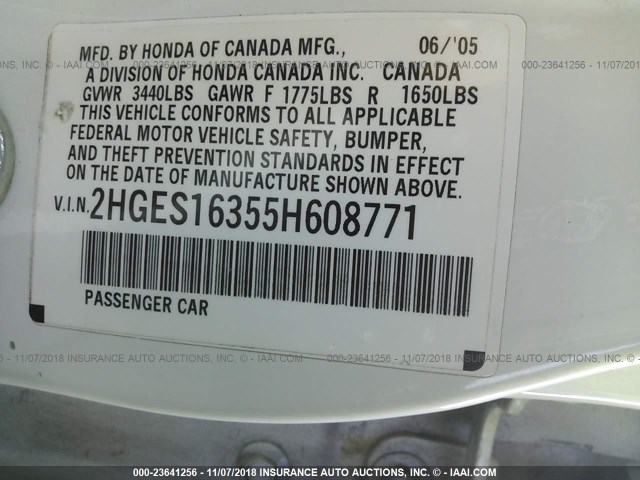 MFD. BY HONDA OF CANADA MFG., 06/'05
A DIVISION OF HONDA CANADA INC. CANADA
GVWR 3440LBS GAWR F 1775LBS R 1650LBS
THIS VEHICLE CONFORMS TO ALL APPLICABLE
FEDERAL MOTOR VEHICLE SAFETY, BUMPER,
AND THEFT PREVENTION STANDARDS IN EFFECT
ON THE DATE OF MANUFACTURE SHOWN ABOVE.
V.I.N. 2HGES16355H608771
PASSENGER CAR
000-23641256 - 11/07/2018 INSURANCE AUTO AUCTIONS, INC. © - IAAI.COM